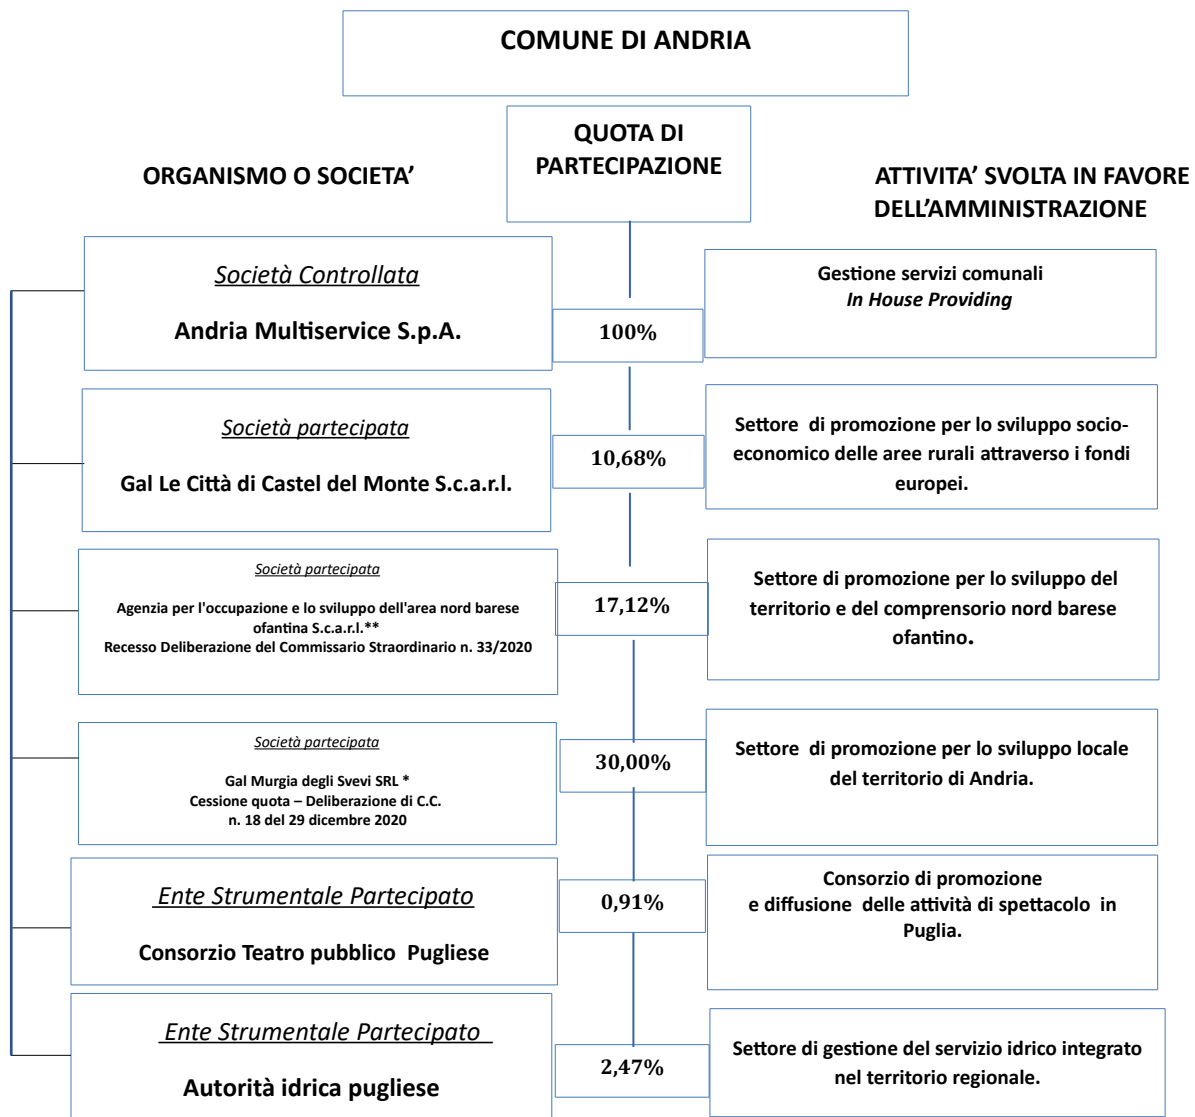 COMUNE DI ANDRIA
QUOTA DI
PARTECIPAZIONE
ORGANISMO O SOCIETA’
ATTIVITA’ SVOLTA IN FAVORE
DELL’AMMINISTRAZIONE
Società Controllata
Andria Multiservice S.p.A.
100%
Gestione servizi comunali
In House Providing
Società partecipata
Gal Le Città di Castel del Monte S.c.a.r.l.
10,68%
Settore di promozione per lo sviluppo socio-
economico delle aree rurali attraverso i fondi
europei.
Società partecipata
Agenzia per l'occupazione e lo sviluppo dell'area nord barese
ofantina S.c.a.r.l.**
Recesso Deliberazione del Commissario Straordinario n. 33/2020
17,12%
Settore di promozione per lo sviluppo del
territorio e del comprensorio nord barese
ofantino.
Società partecipata
Gal Murgia degli Svevi SRL *
Cessione quota – Deliberazione di C.C.
n. 18 del 29 dicembre 2020
30,00%
Settore di promozione per lo sviluppo locale
del territorio di Andria.
Ente Strumentale Partecipato
Consorzio Teatro pubblico Pugliese
0,91%
Consorzio di promozione
e diffusione delle attività di spettacolo in
Puglia.
Ente Strumentale Partecipato
Autorità idrica pugliese
2,47%
Settore di gestione del servizio idrico integrato
nel territorio regionale.